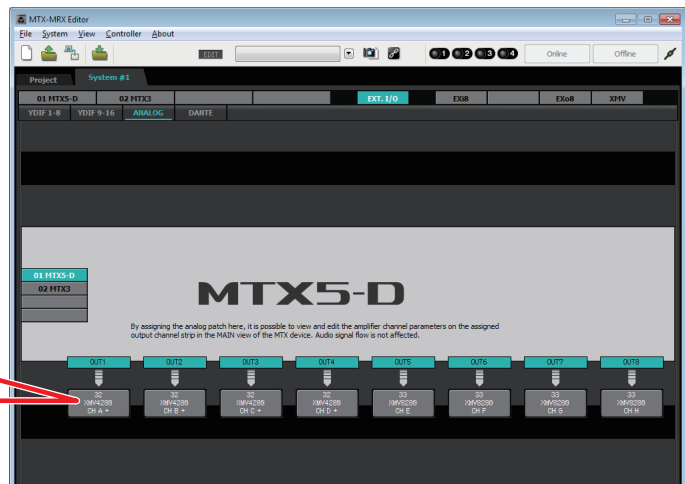 MTX-MRX Editor
File System View Controller About
EDIT 1 2 3 4 Online Offline
Project System #1
01 MTX5-D 02 MTX3 EXT. I/O EXi8 EXo8 XMV
YDIF 1-8 YDIF 9-16 ANALOG DANTE
01 MTX5-D
02 MTX3
MTX5-D
By assigning the analog patch here, it is possible to view and edit the amplifier channel parameters on the assigned
output channel strip in the MAIN view of the MTX device. Audio signal flow is not affected.
OUT1 OUT2 OUT3 OUT4 OUT5 OUT6 OUT7 OUT8
32 32 32 32 33 33 33 33
XMV4280 XMV4280 XMV4280 XMV4280 XMV8280 XMV8280 XMV8280 XMV8280
CH A + CH B + CH C + CH D + CH E CH F CH G CH H